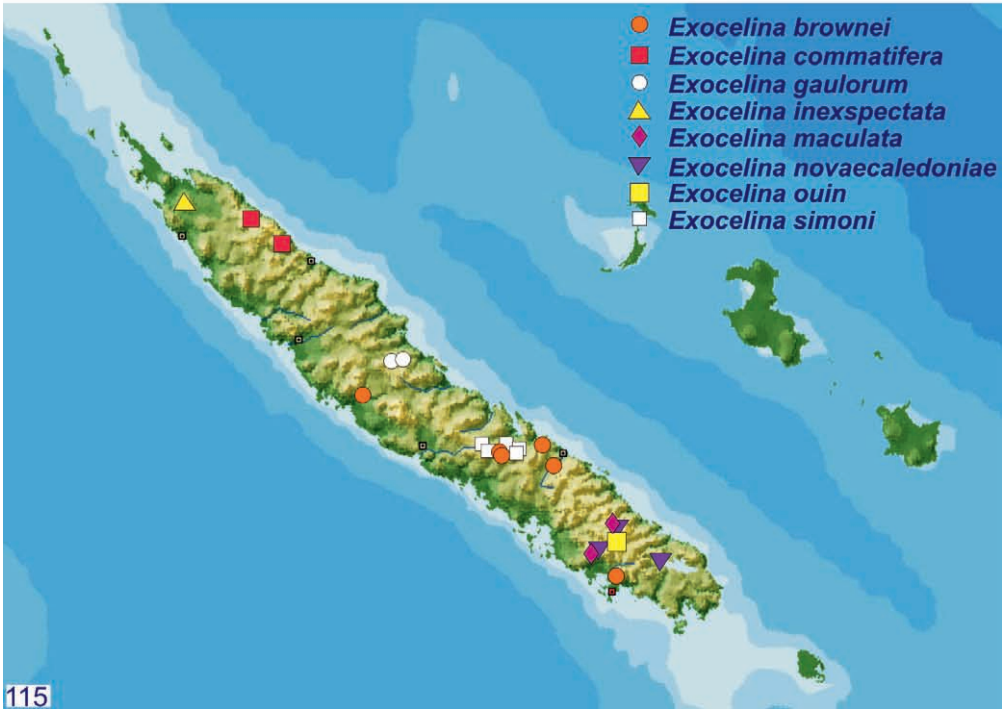 Exocelina brownei
Exocelina commatifera
Exocelina gaulorum
Exocelina inexspectata
Exocelina maculata
Exocelina novaecaledoniae
Exocelina ouin
Exocelina simoni
115